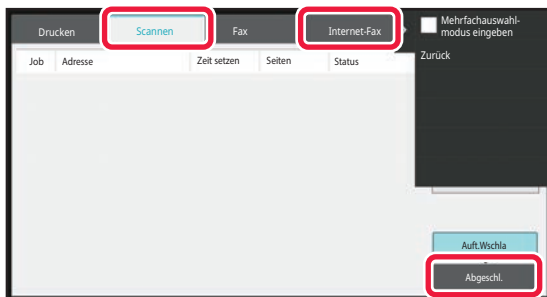 Drucken Scannen Fax Internet-Fax
Mehrfachauswahl-
modus eingeben
Job Adresse Zeit setzen Seiten Status
Zurück
Auft.Wschla
Abgeschl.